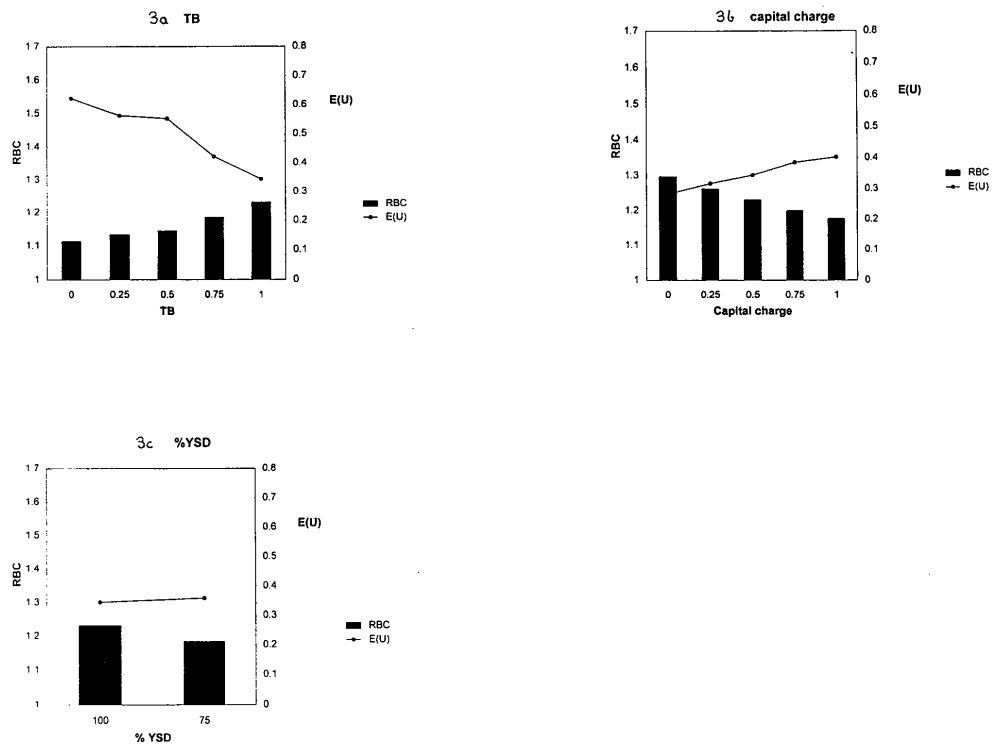 3a TB
1.7
1.6
1.5
1.4
1.3
1.2
1.1
1
RBC
0.8
0.7
0.6
0.5
0.4
0.3
0.2
0.1
0
E(U)
RBC
E(U)
0 0.25 0.5 0.75 1
TB
3b capital charge
1.7
1.6
1.5
1.4
1.3
1.2
1.1
1
RBC
0.8
0.7
0.6
0.5
0.4
0.3
0.2
0.1
0
E(U)
RBC
E(U)
0 0.25 0.5 0.75 1
Capital charge
3c %YSD
1.7
1.6
1 5
1.4
1.3
1.2
1 1
1
RBC
0.8
0.7
0.6
0.5
0.4
0.3
0.2
0.1
0
E(U)
RBC
E(U)
100 75
% YSD